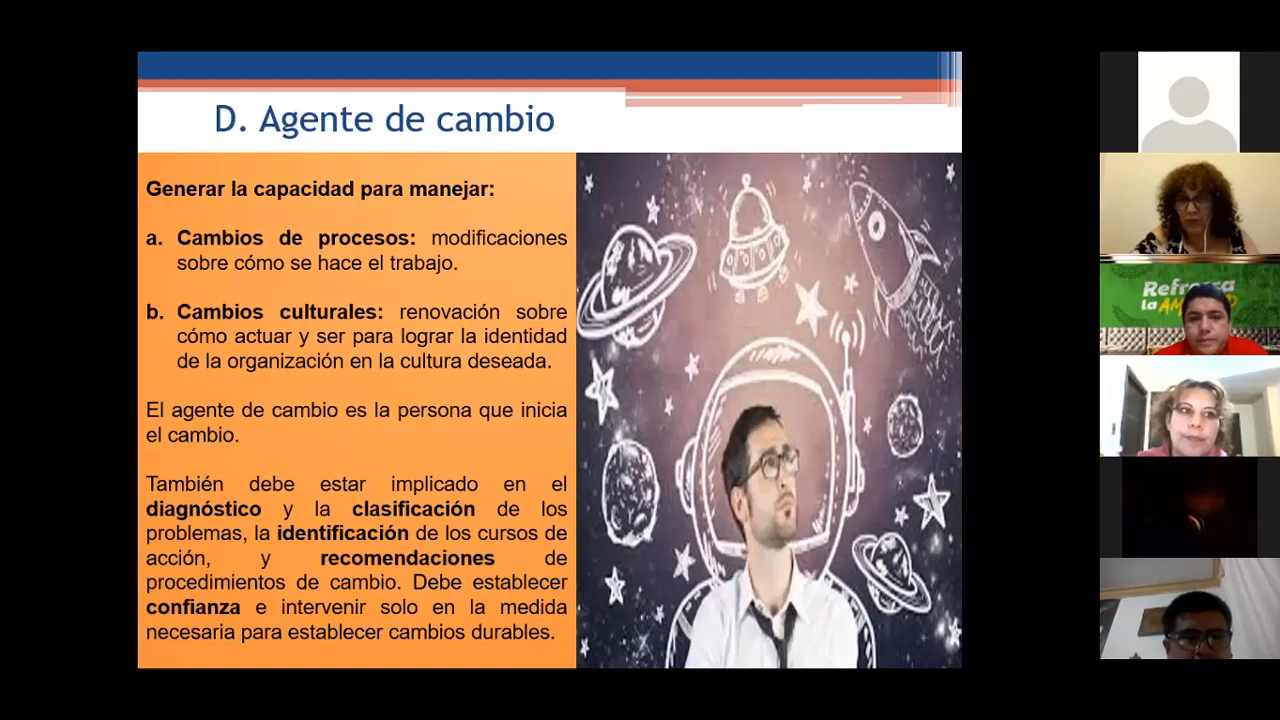 D. Agente de cambio
Generar la capacidad para manejar:
a. Cambios de procesos: modificaciones
sobre cómo se hace el trabajo.
b. Cambios culturales: renovación sobre
cómo actuar y ser para lograr la identidad
de la organización en la cultura deseada.
El agente de cambio es la persona que inicia
el cambio.
También debe estar implicado en el
diagnóstico y la clasificación de los
problemas, la identificación de los cursos de
acción, y recomendaciones de
procedimientos de cambio. Debe establecer
confianza e intervenir solo en la medida
necesaria para establecer cambios durables.
la